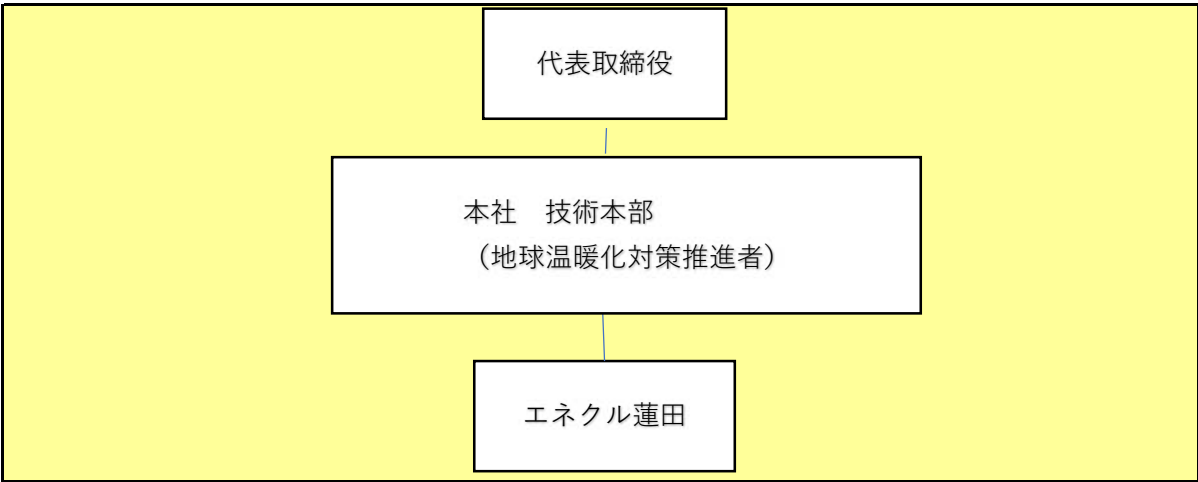 代表取締役
本社　技術本部
（地球温暖化対策推進者）
エネクル蓮田